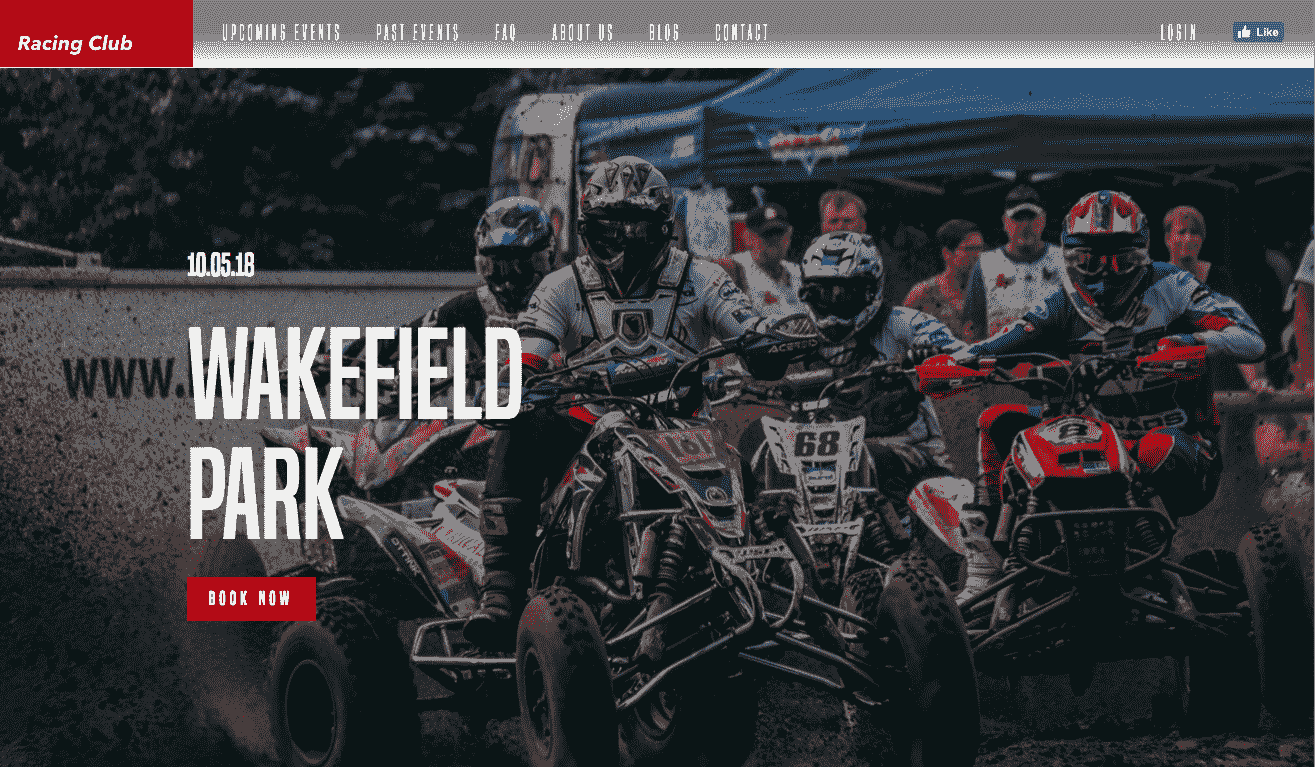 Racing Club
UPCOMING EVENTS PAST EVENTS FAQ ABOUT US BLOG CONTACT LOGIN Like
10.05.18
WWW.
WAKEFIELD
PARK
68
8
OTTHAK
BOOK NOW